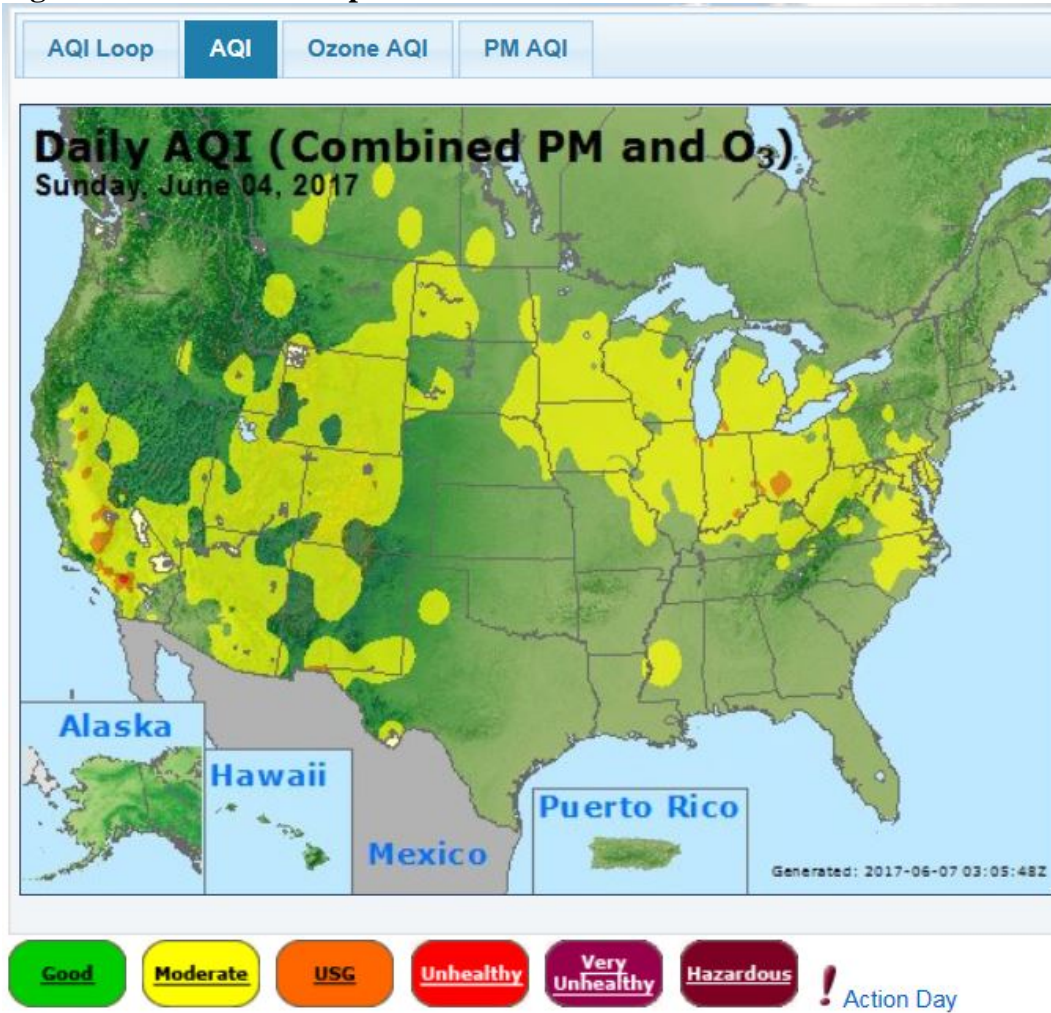 AQI Loop AQI Ozone AQI PM AQI
Daily AQI (Combined PM and O₃)
Sunday, June 04, 2017
Alaska
Hawaii
Mexico
Puerto Rico
Generated: 2017-06-07 03:05:48Z
Good Moderate USG Unhealthy Very Unhealthy Hazardous ! Action Day